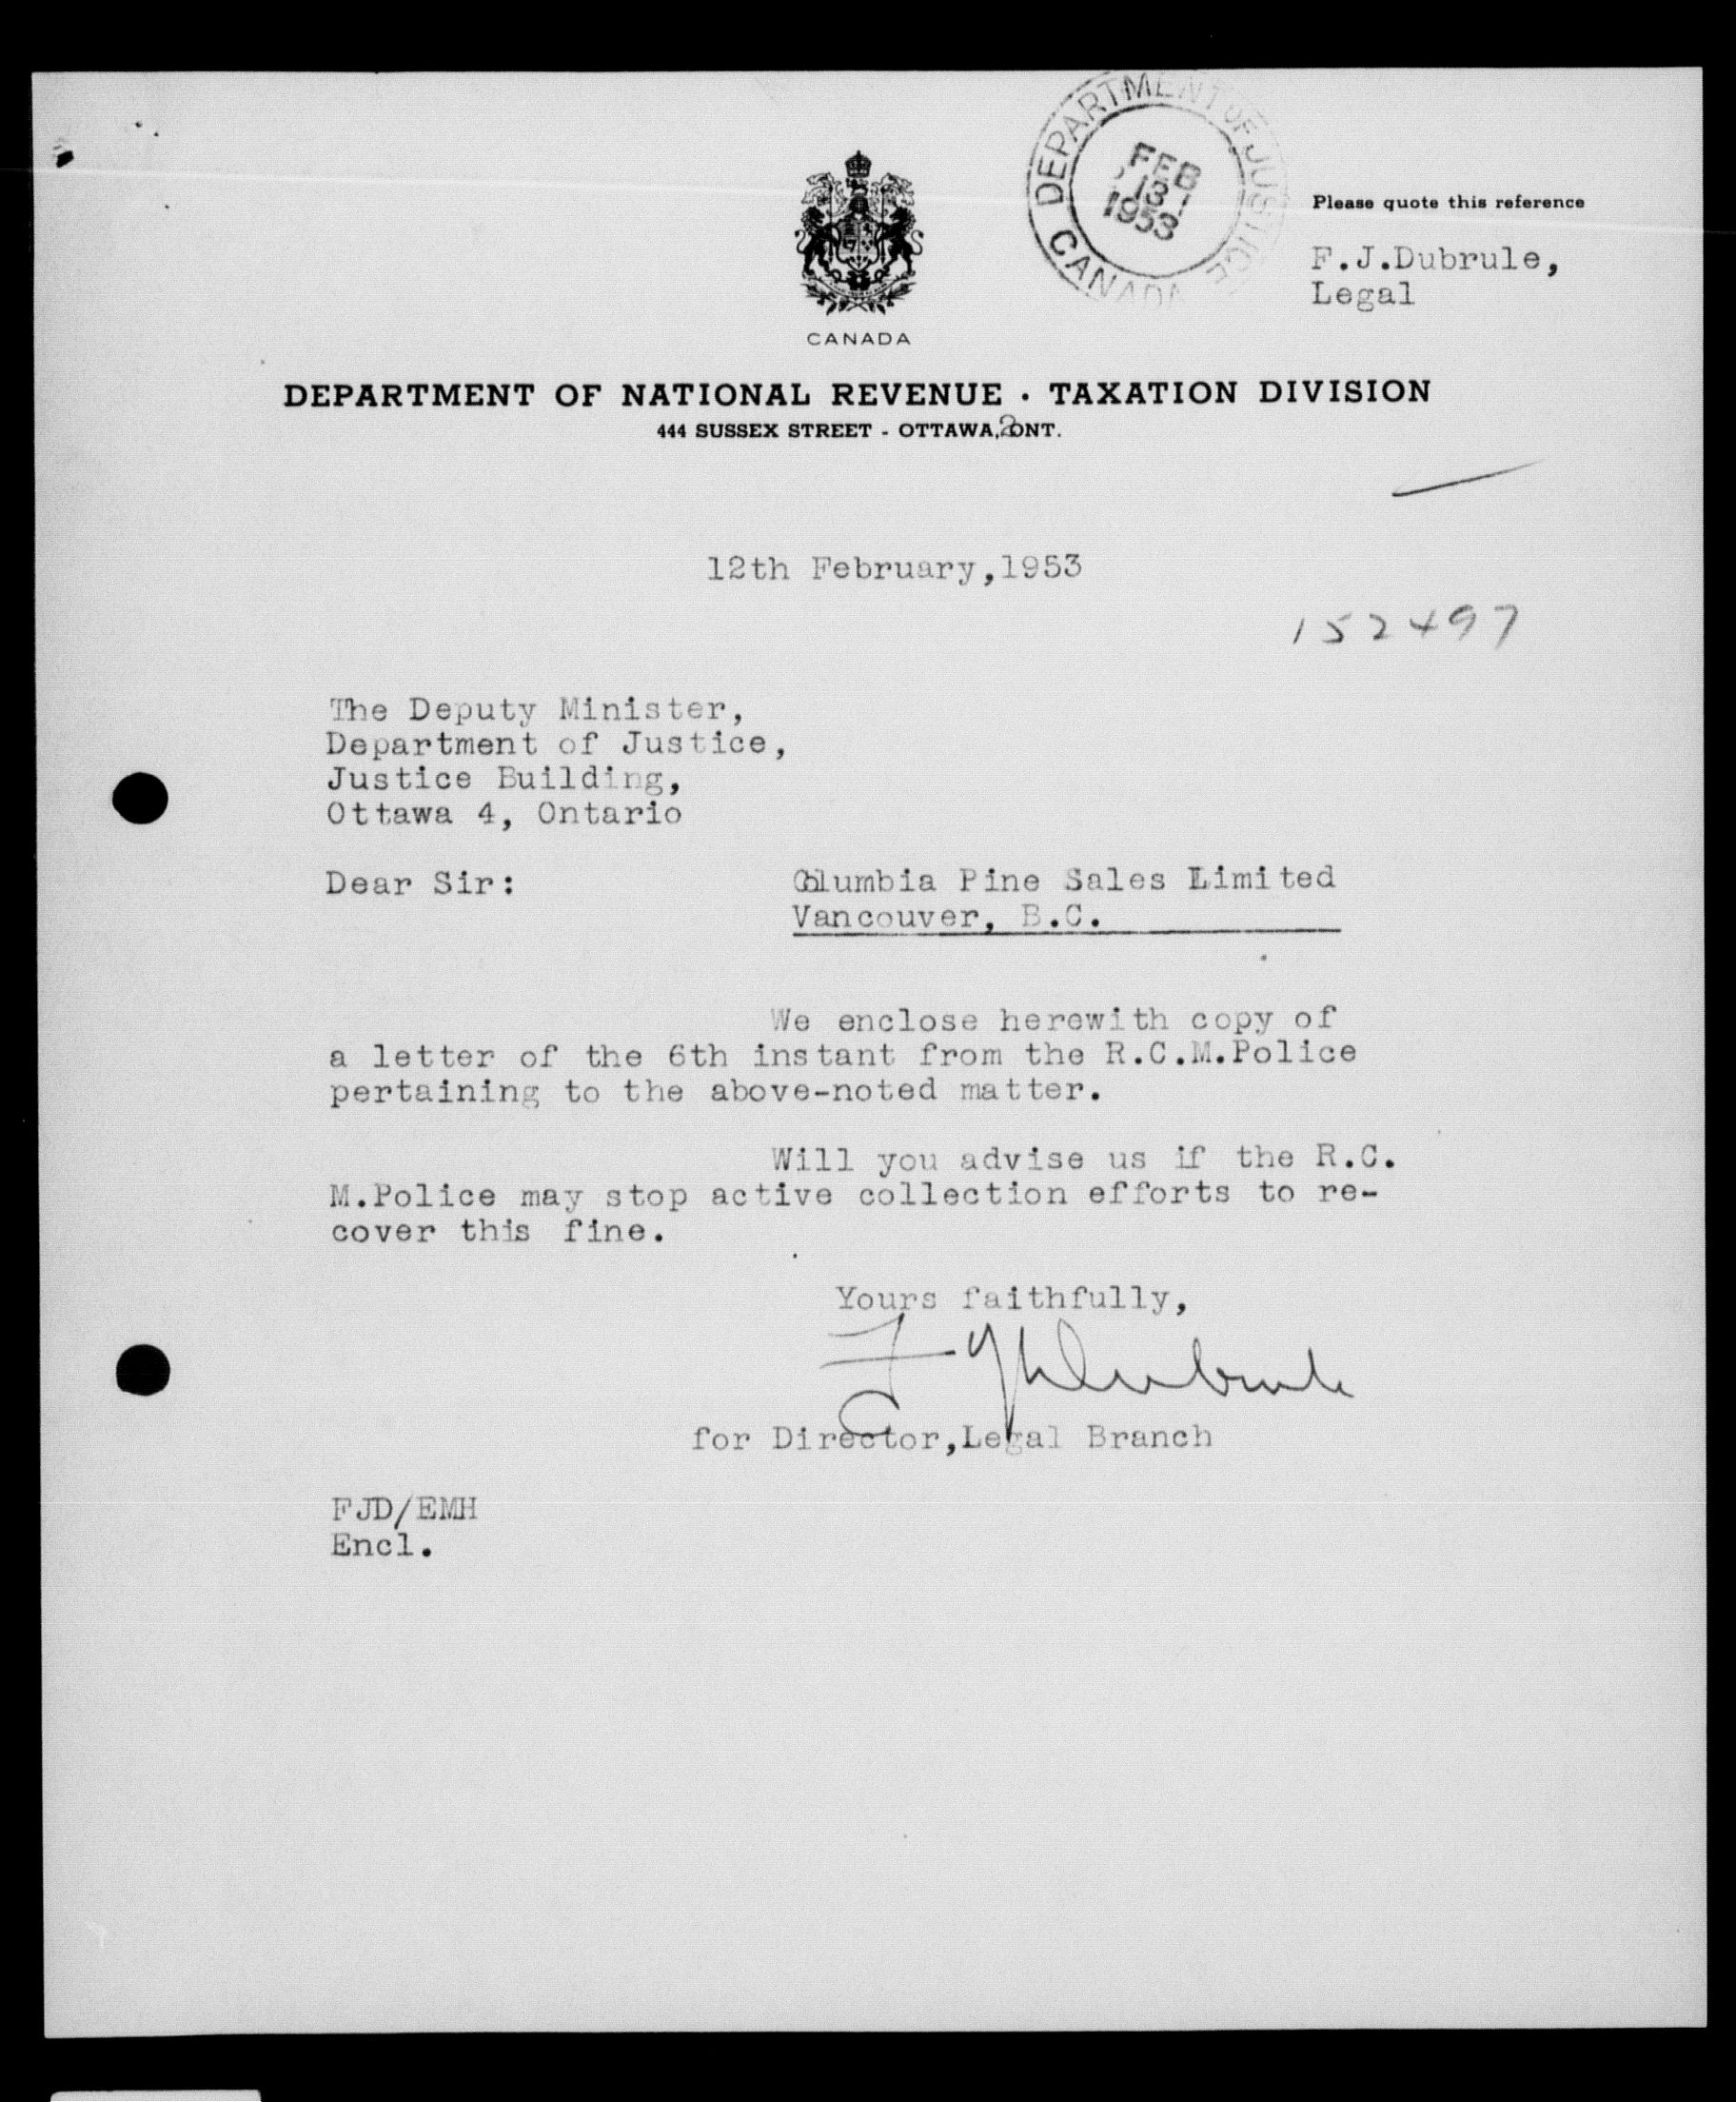 DEPARTMENT OF JUSTICE
CANADA
FEB
13
1953
Please quote this reference
F.J.Dubrule,
Legal
CANADA
DEPARTMENT OF NATIONAL REVENUE · TAXATION DIVISION
444 SUSSEX STREET - OTTAWA, 2 ONT.
12th February,1953
152497
The Deputy Minister,
Department of Justice,
Justice Building,
Ottawa 4, Ontario
Dear Sir:
Columbia Pine Sales Limited
Vancouver, B.C.
We enclose herewith copy of
a letter of the 6th instant from the R.C.M.Police
pertaining to the above-noted matter.
Will you advise us if the R.C.
M.Police may stop active collection efforts to re-
cover this fine.
Yours faithfully,
F J Dubrule
for Director,Legal Branch
FJD/EMH
Encl.